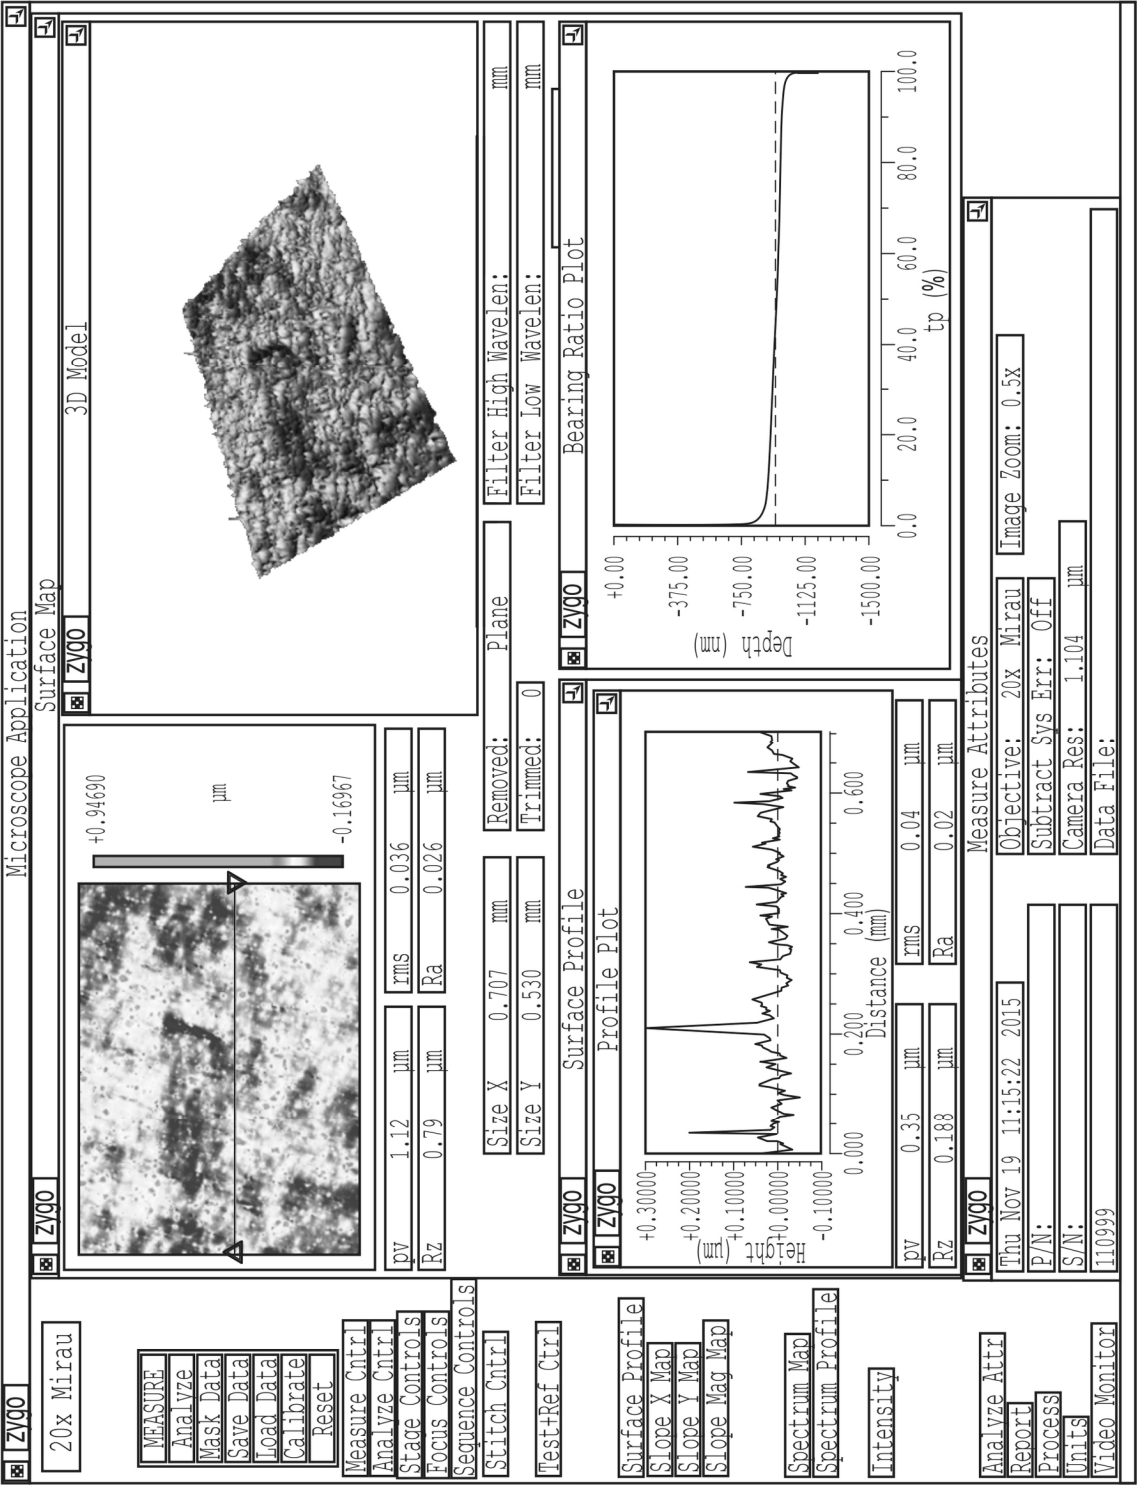 zygo Microscope Application
20x Mirau
MEASURE
Analyze
Mask Data
Save Data
Load Data
Calibrate
Reset
Measure Cntrl
Analyze Cntrl
Stage Controls
Focus Controls
Sequence Controls
Stitch Cntrl
Test+Ref Ctrl
Surface Profile
Slope X Map
Slope Y Map
Slope Mag Map
Spectrum Map
Spectrum Profile
Intensity
Analyze Attr
Report
Process
Units
Video Monitor
zygo Surface Map
+0.94690
µm
-0.16967
pv 1.12 µm
rms 0.036 µm
Rz 0.79 µm
Ra 0.026 µm
Size X 0.707 mm
Size Y 0.530 mm
zygo 3D Model
Removed: Plane
Trimmed: 0
Filter High Wavelen: mm
Filter Low Wavelen: mm
zygo Surface Profile
zygo Profile Plot
Height (µm)
+0.30000
+0.20000
+0.10000
+0.00000
-0.10000
0.000 0.200 0.400 0.600
Distance (mm)
pv 0.35 µm
rms 0.04 µm
Rz 0.188 µm
Ra 0.02 µm
zygo Bearing Ratio Plot
Depth (nm)
+0.00
-375.00
-750.00
-1125.00
-1500.00
0.0 20.0 40.0 60.0 80.0 100.0
tp (%)
zygo Measure Attributes
Thu Nov 19 11:15:22 2015
Objective: 20x Mirau
Image Zoom: 0.5x
P/N:
Subtract Sys Err: Off
S/N:
Camera Res: 1.104 µm
110999
Data File: